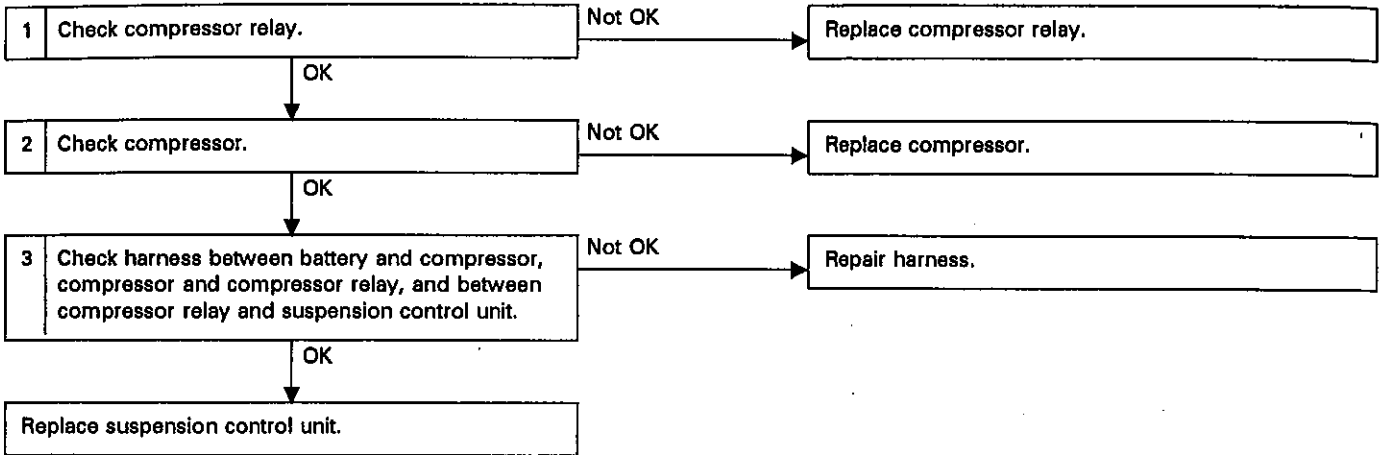 1 Check compressor relay.
Not OK
Replace compressor relay.
OK
2 Check compressor.
Not OK
Replace compressor.
OK
3 Check harness between battery and compressor,
compressor and compressor relay, and between
compressor relay and suspension control unit.
Not OK
Repair harness.
OK
Replace suspension control unit.